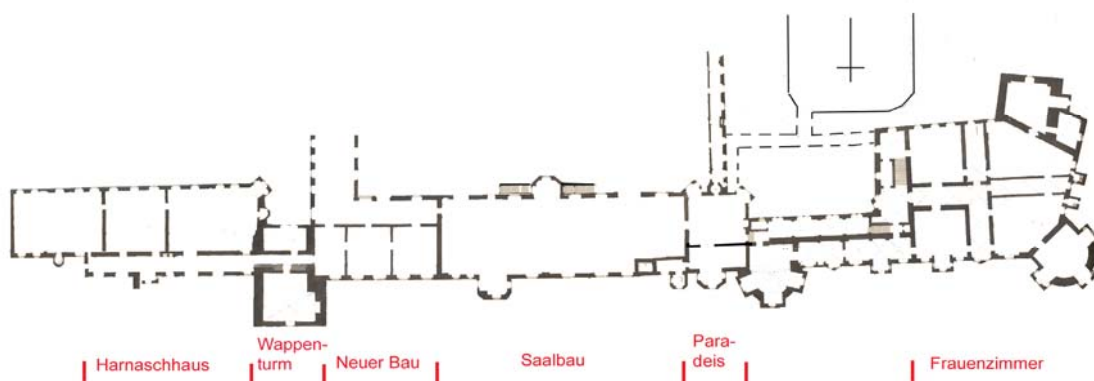 Harnaschhaus
Wappen-
turm
Neuer Bau
Saalbau
Para-
deis
Frauenzimmer